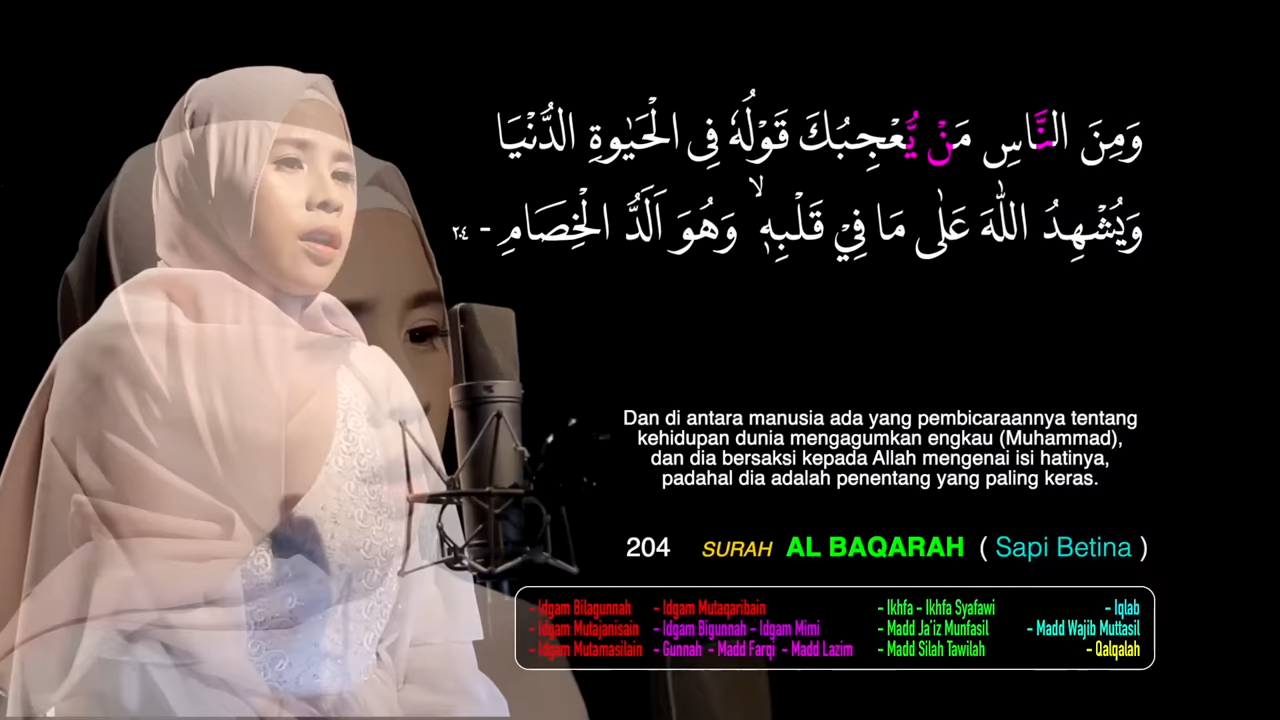 وَمِنَ النَّاسِ مَنْ يُّعْجِبُكَ قَوْلُهٗ فِى الْحَيٰوةِ الدُّنْيَا
وَيُشْهِدُ اللّٰهَ عَلٰى مَا فِيْ قَلْبِهٖ ۙ وَهُوَ اَلَدُّ الْخِصَامِ - ٢٠٤
Dan di antara manusia ada yang pembicaraannya tentang
kehidupan dunia mengagumkan engkau (Muhammad),
dan dia bersaksi kepada Allah mengenai isi hatinya,
padahal dia adalah penentang yang paling keras.
204 SURAH AL BAQARAH ( Sapi Betina )
- Idgam Bilagunnah - Idgam Mutaqaribain - Ikhfa - Ikhfa Syafawi - Iqlab
- Idgam Mutajanisain - Idgam Bigunnah - Idgam Mimi - Madd Ja'iz Munfasil - Madd Wajib Muttasil
- Idgam Mutamasilain - Gunnah - Madd Farqi - Madd Lazim - Madd Silah Tawilah - Qalqalah